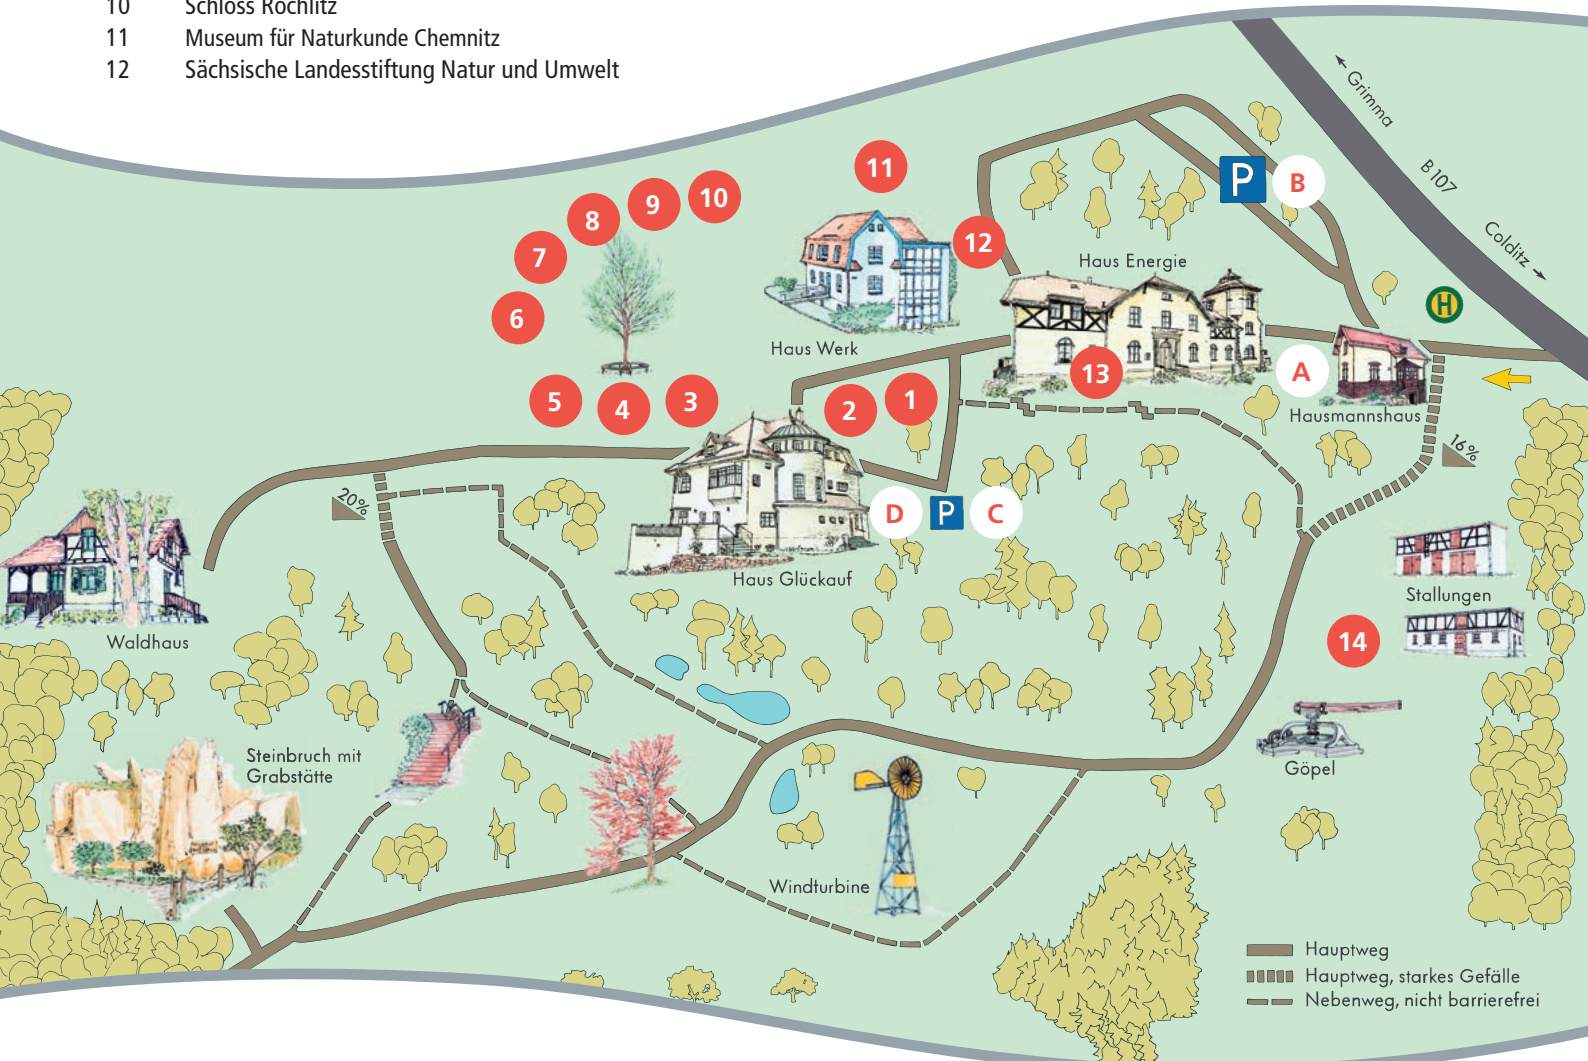 10 Schloss Rochlitz
11 Museum für Naturkunde Chemnitz
12 Sächsische Landesstiftung Natur und Umwelt
Grimma
B 107
Colditz
11
10
9
8
P
B
7
12
Haus Energie
6
H
Haus Werk
13
A
5
4
3
2
1
Hausmannshaus
16%
20%
D
P
C
Haus Glückauf
Stallungen
Waldhaus
14
Steinbruch mit
Grabstätte
Göpel
Windturbine
Hauptweg
Hauptweg, starkes Gefälle
Nebenweg, nicht barrierefrei